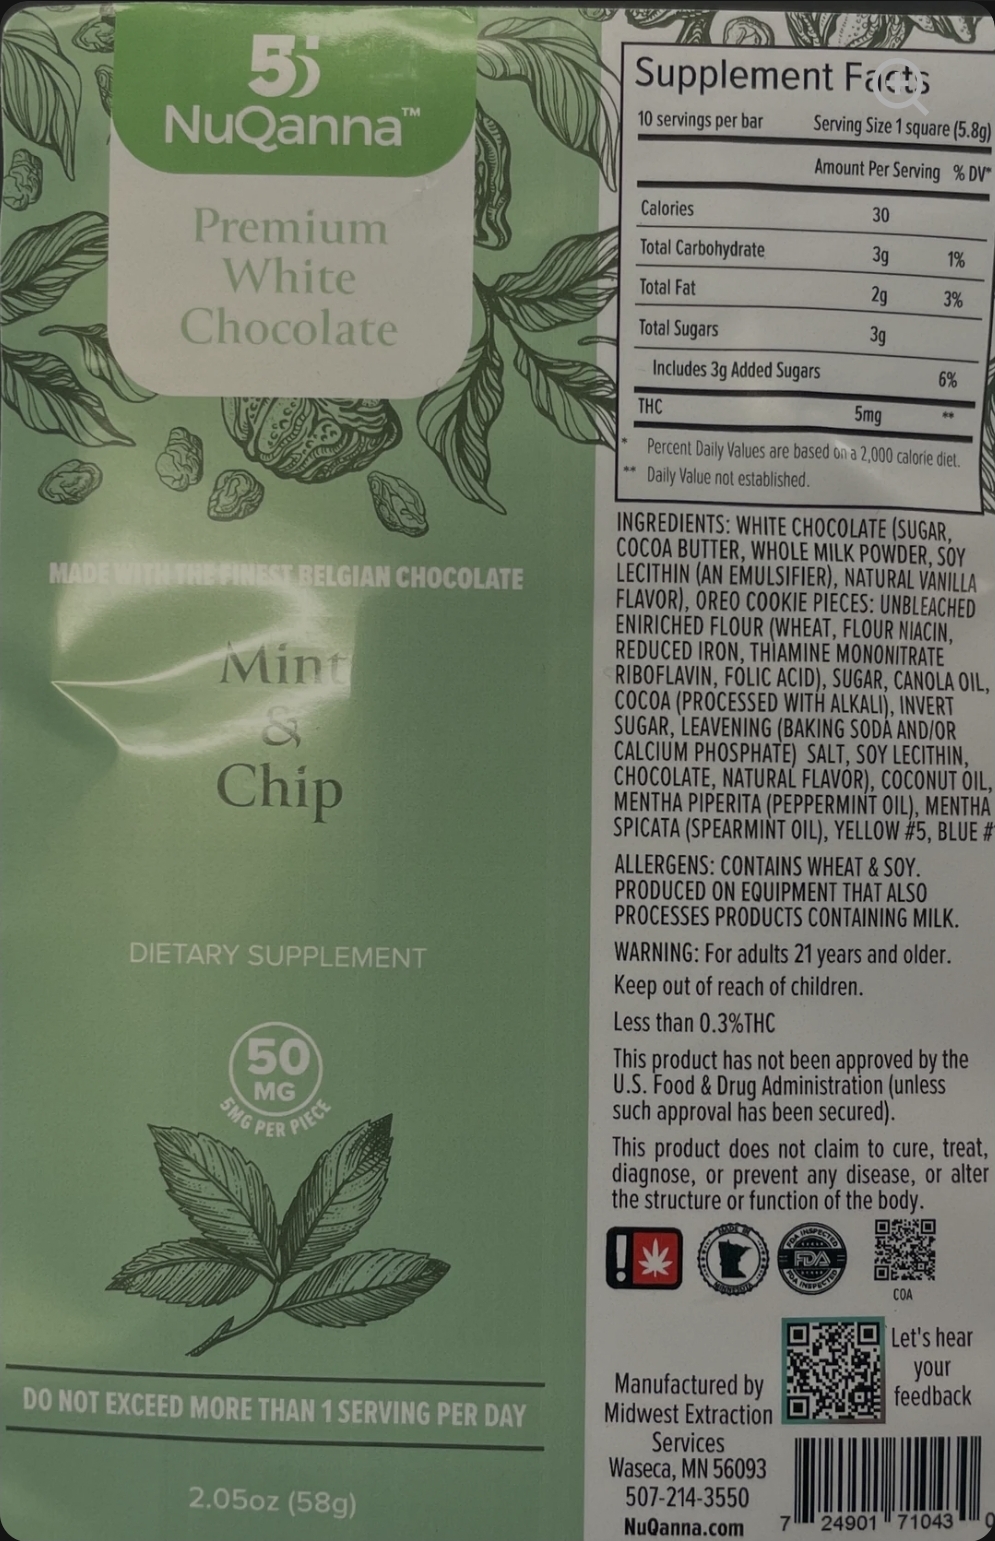 NuQanna™
Premium
White
Chocolate
MADE WITH THE FINEST BELGIAN CHOCOLATE
Mint
&
Chip
DIETARY SUPPLEMENT
50
MG
5MG PER PIECE
DO NOT EXCEED MORE THAN 1 SERVING PER DAY
2.05oz (58g)
Supplement Facts
10 servings per bar Serving Size 1 square (5.8g)
Amount Per Serving % DV*
Calories 30
Total Carbohydrate 3g 1%
Total Fat 2g 3%
Total Sugars 3g
Includes 3g Added Sugars 6%
THC 5mg **
* Percent Daily Values are based on a 2,000 calorie diet.
** Daily Value not established.
INGREDIENTS: WHITE CHOCOLATE (SUGAR,
COCOA BUTTER, WHOLE MILK POWDER, SOY
LECITHIN (AN EMULSIFIER), NATURAL VANILLA
FLAVOR), OREO COOKIE PIECES: UNBLEACHED
ENIRICHED FLOUR (WHEAT, FLOUR NIACIN,
REDUCED IRON, THIAMINE MONONITRATE
RIBOFLAVIN, FOLIC ACID), SUGAR, CANOLA OIL,
COCOA (PROCESSED WITH ALKALI), INVERT
SUGAR, LEAVENING (BAKING SODA AND/OR
CALCIUM PHOSPHATE) SALT, SOY LECITHIN,
CHOCOLATE, NATURAL FLAVOR), COCONUT OIL,
MENTHA PIPERITA (PEPPERMINT OIL), MENTHA
SPICATA (SPEARMINT OIL), YELLOW #5, BLUE #
ALLERGENS: CONTAINS WHEAT & SOY.
PRODUCED ON EQUIPMENT THAT ALSO
PROCESSES PRODUCTS CONTAINING MILK.
WARNING: For adults 21 years and older.
Keep out of reach of children.
Less than 0.3%THC
This product has not been approved by the
U.S. Food & Drug Administration (unless
such approval has been secured).
This product does not claim to cure, treat,
diagnose, or prevent any disease, or alter
the structure or function of the body.
MADE IN
MINNESOTA
FDA INSPECTED
FDA
FDA INSPECTED
COA
Let's hear
your
feedback
Manufactured by
Midwest Extraction
Services
Waseca, MN 56093
507-214-3550
NuQanna.com
7 24901 71043 0